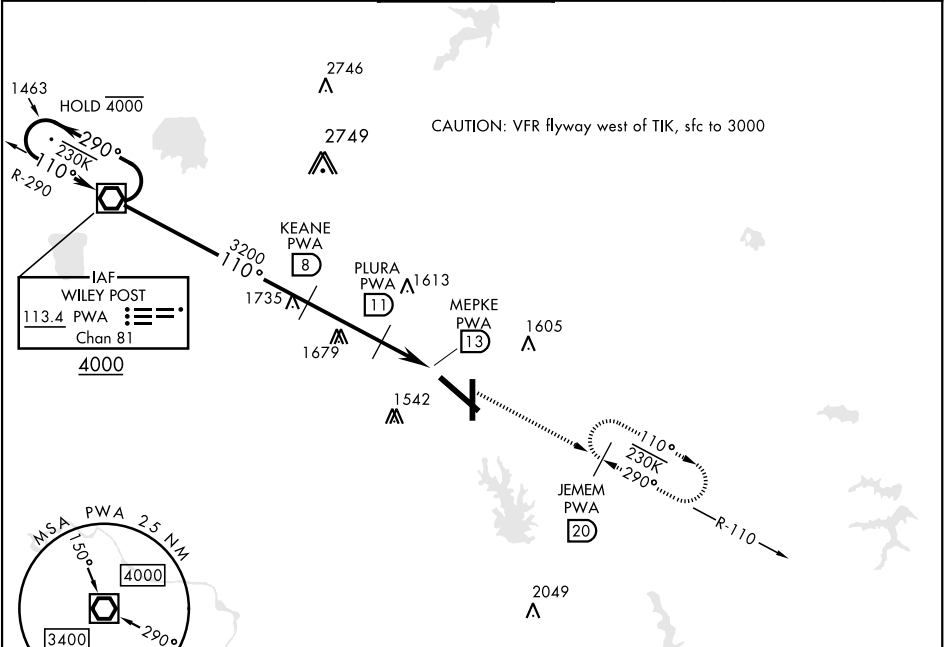 2746
1463
HOLD 4000
290°
230K
110°
R-290
2749
CAUTION: VFR flyway west of TIK, sfc to 3000
KEANE
PWA
8
3200
110°
PLURA
PWA
11
1613
1735
MEPKE
PWA
13
1605
1679
IAF
WILEY POST
113.4 PWA
Chan 81
4000
1542
110°
230K
290°
JEMEM
PWA
20
R-110
MSA PWA 25 NM
150°
4000
2049
3400
290°